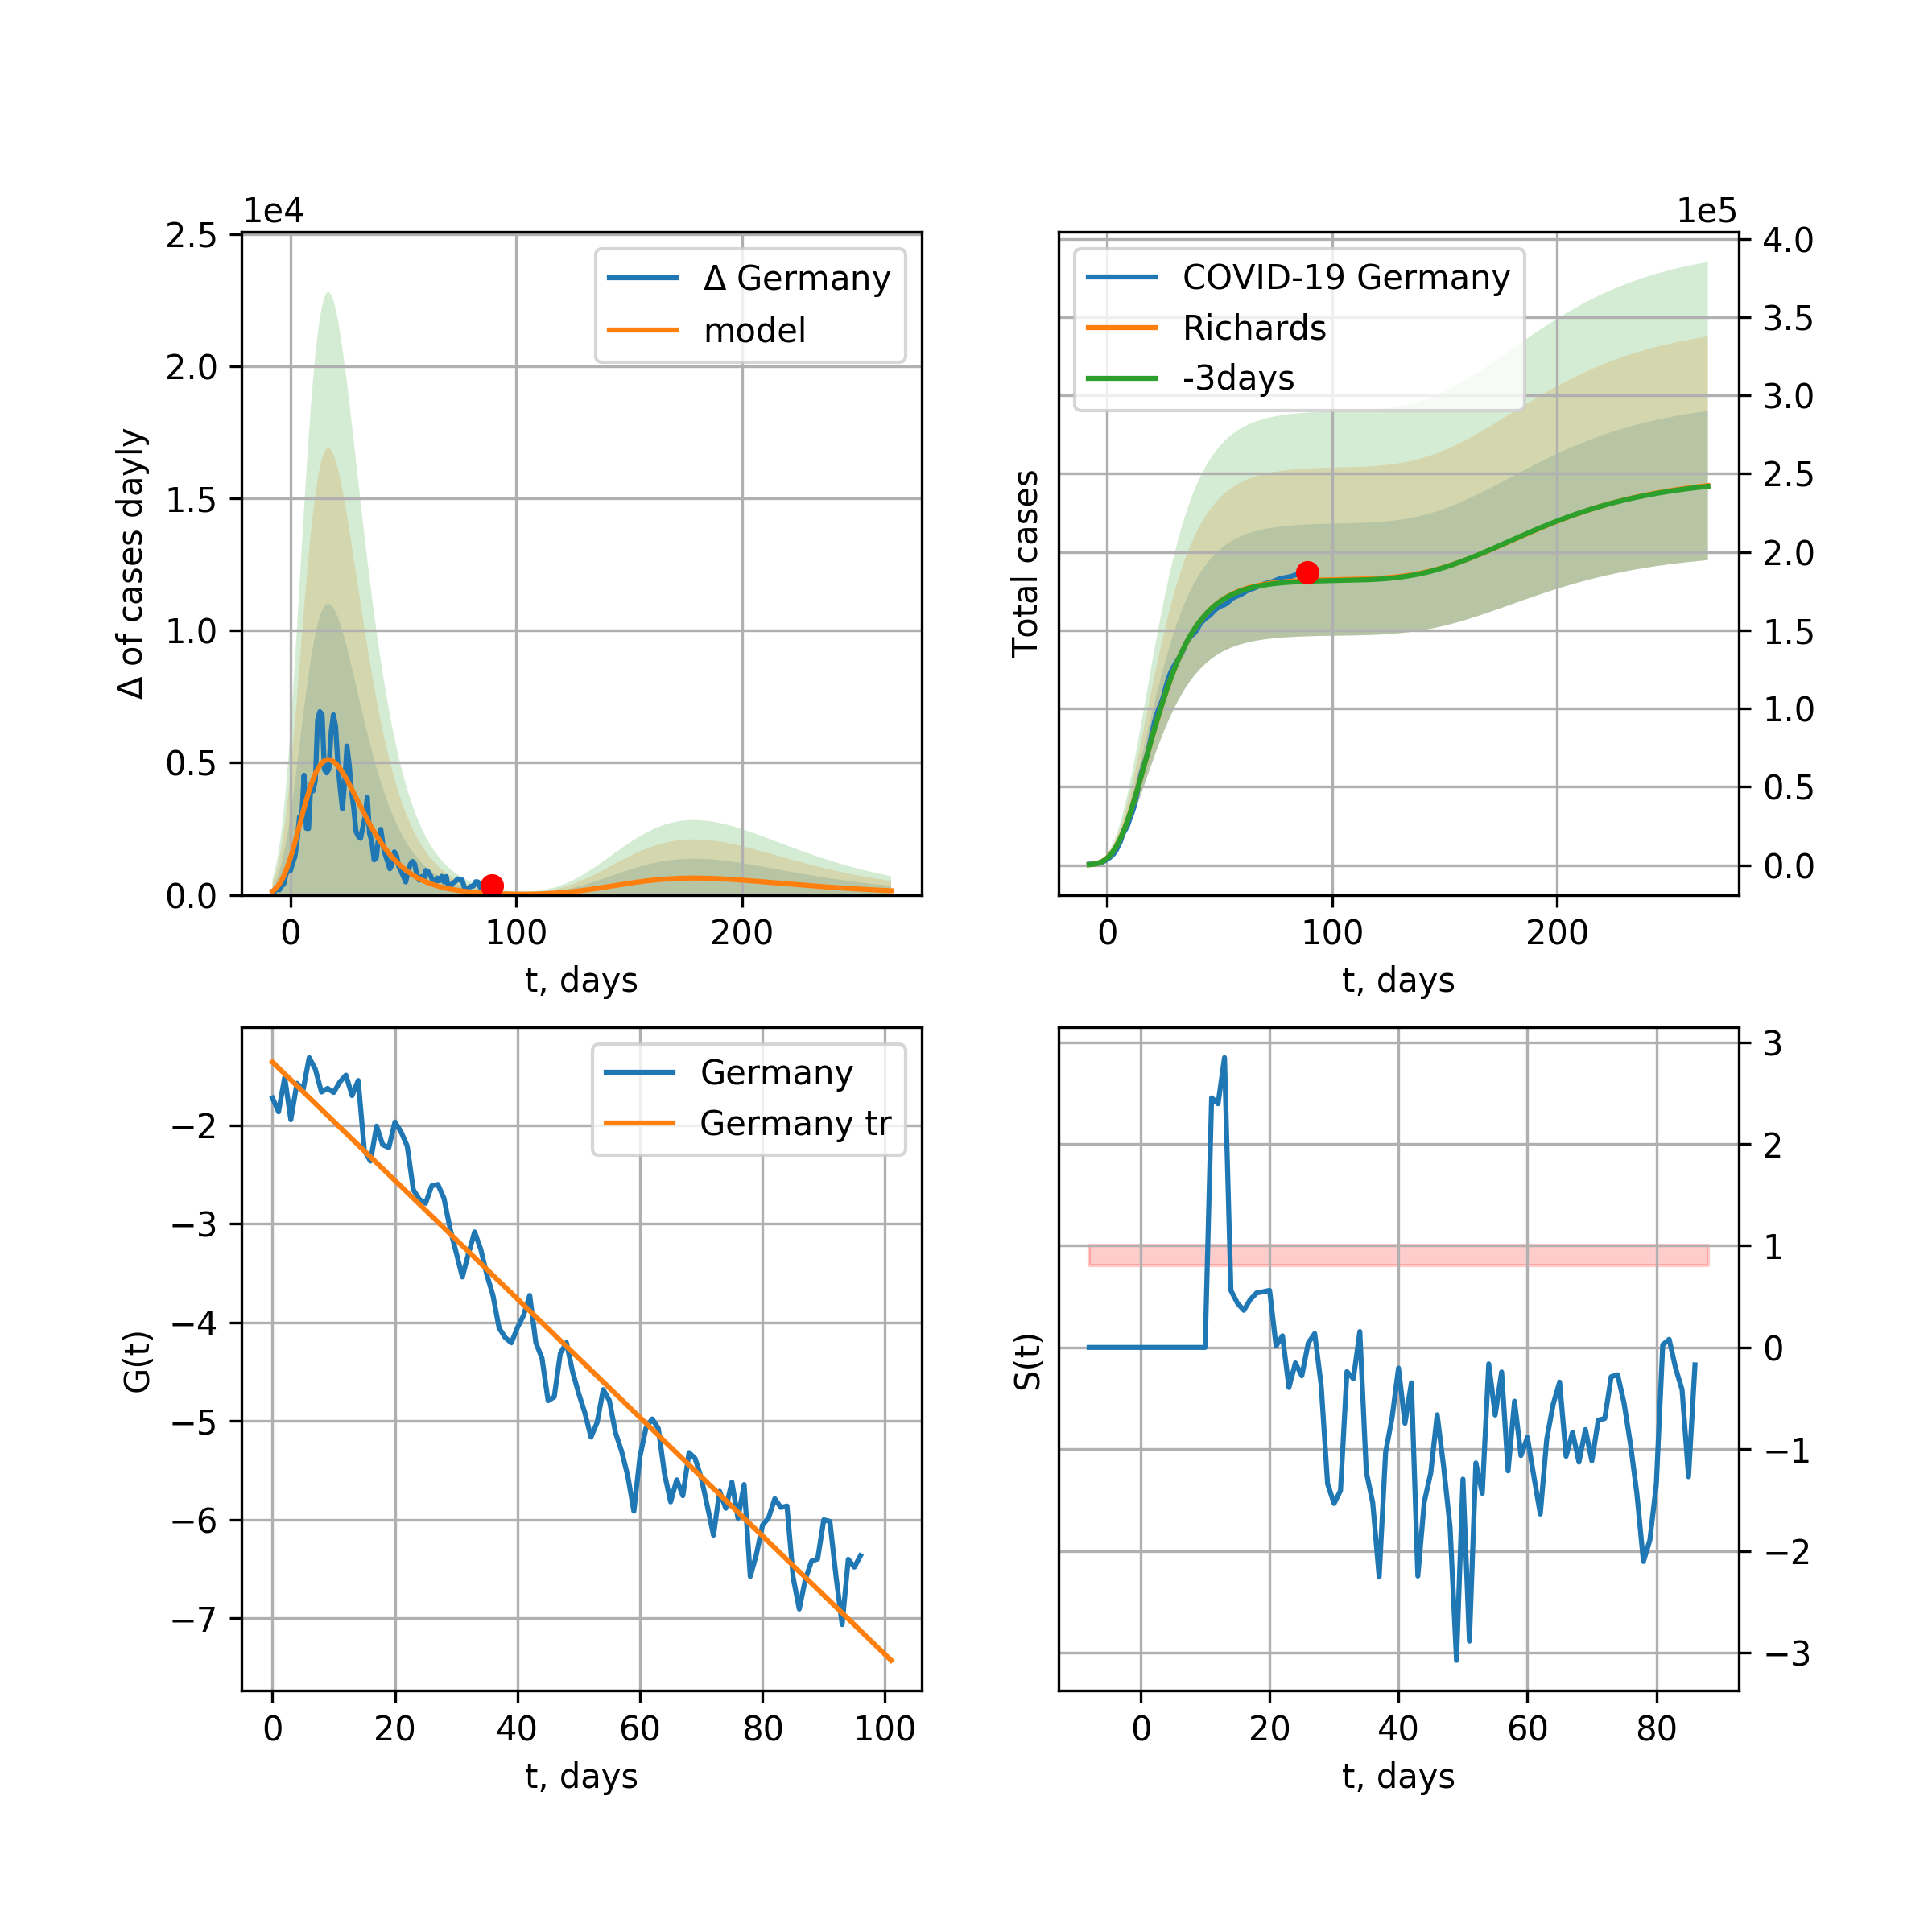 1e4
2.5
2.0
1.5
1.0
0.5
0.0
Δ of cases dayly
Δ Germany
model
0 100 200
t, days
1e5
4.0
3.5
3.0
2.5
2.0
1.5
1.0
0.5
0.0
Total cases
COVID-19 Germany
Richards
-3days
0 100 200
t, days
−2
−3
−4
−5
−6
−7
G(t)
Germany
Germany tr
0 20 40 60 80 100
t, days
3
2
1
0
−1
−2
−3
S(t)
0 20 40 60 80
t, days